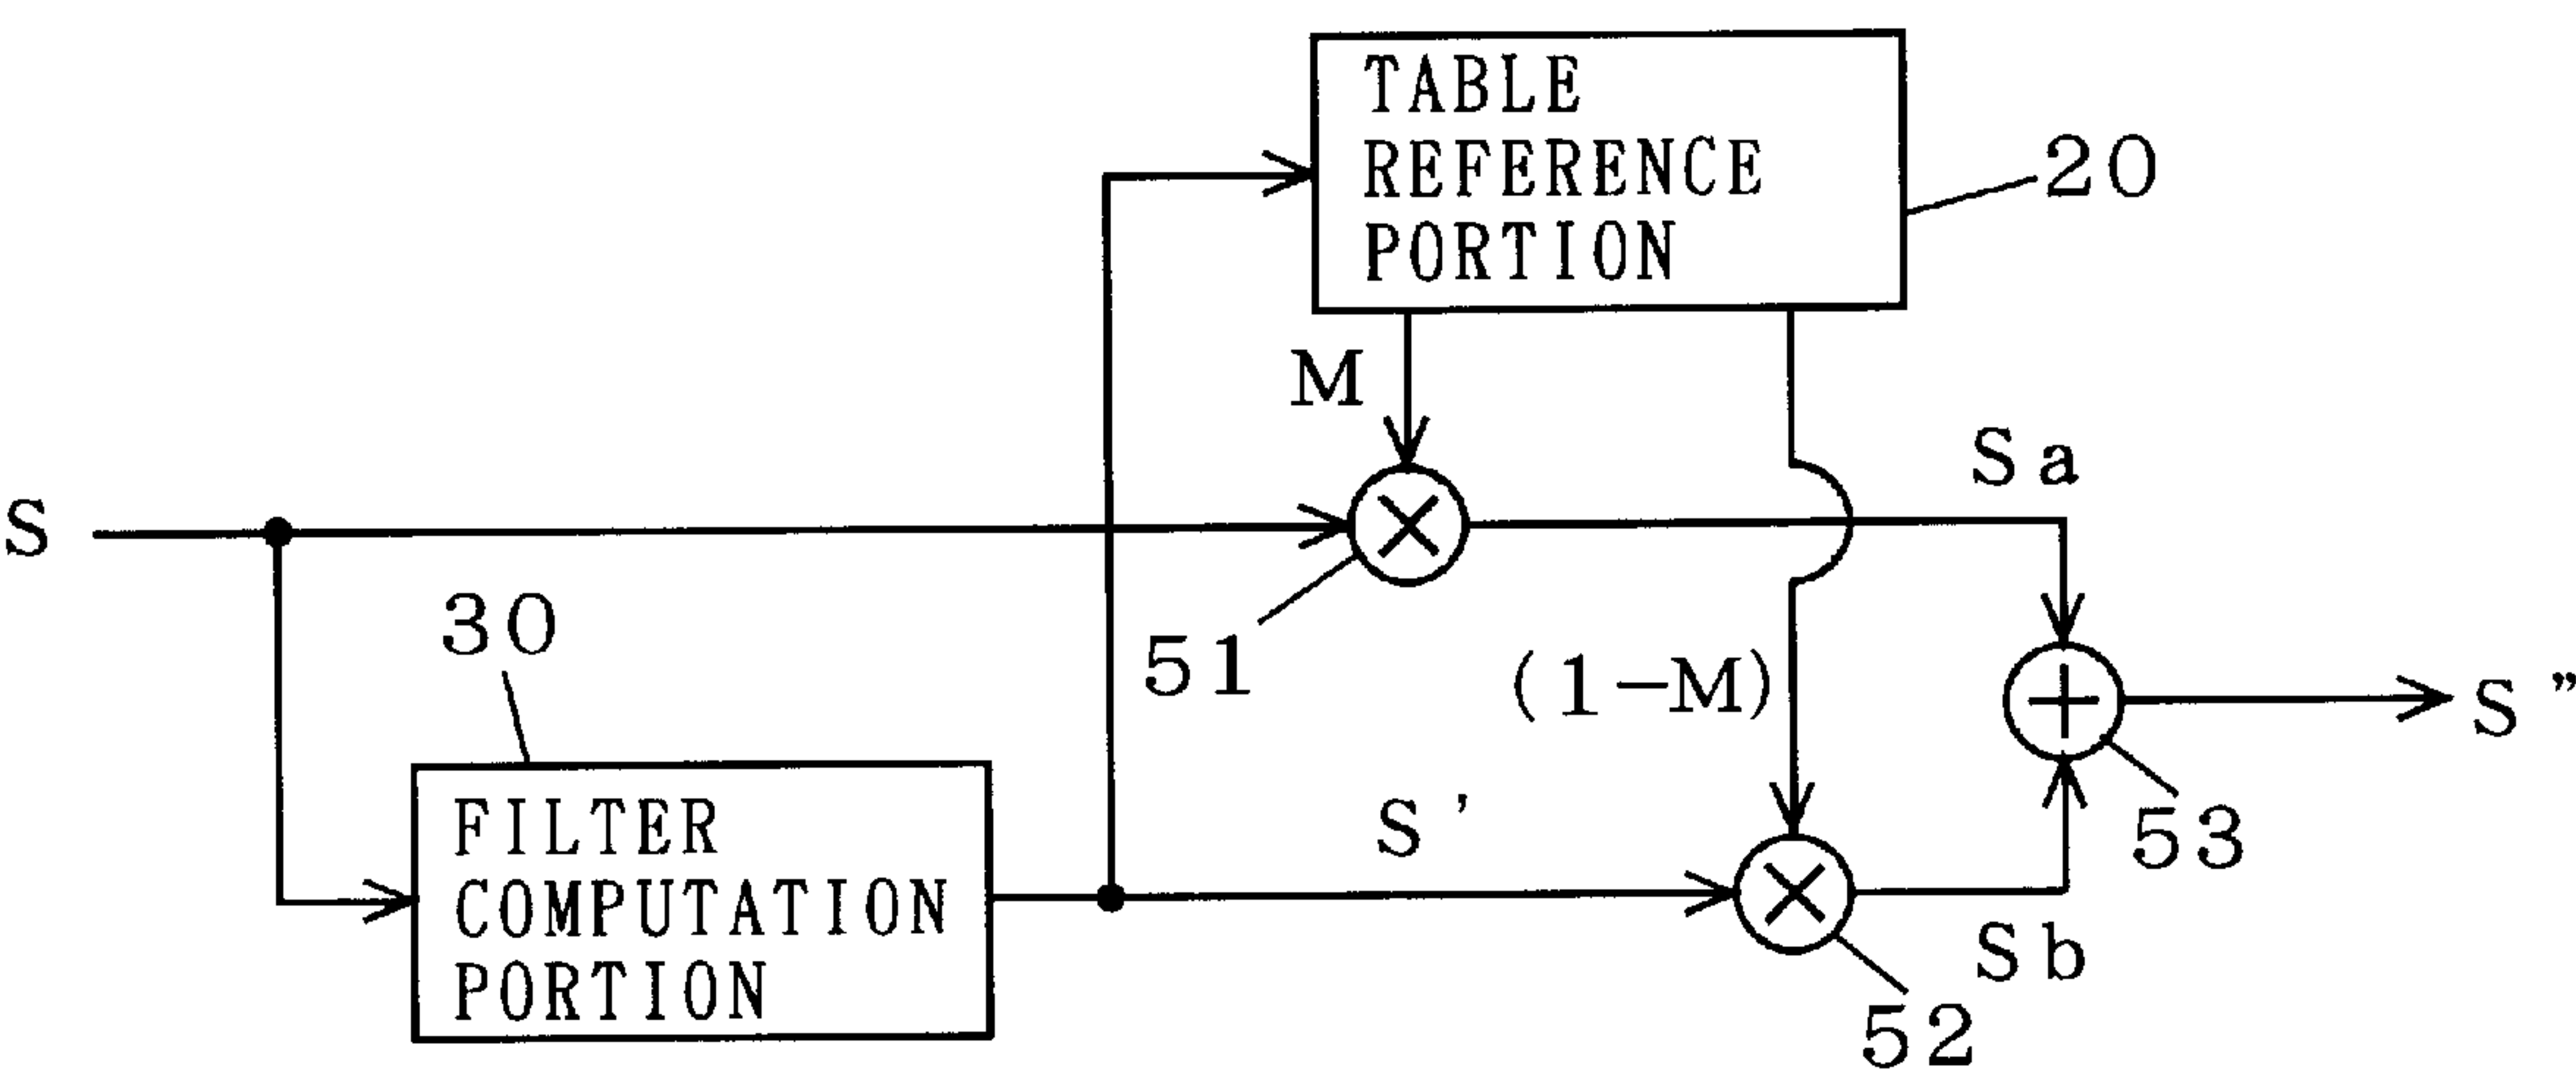 TABLE
REFERENCE
PORTION
20
M
Sa
S
30
51
(1-M)
S"
FILTER
COMPUTATION
PORTION
S'
53
Sb
52